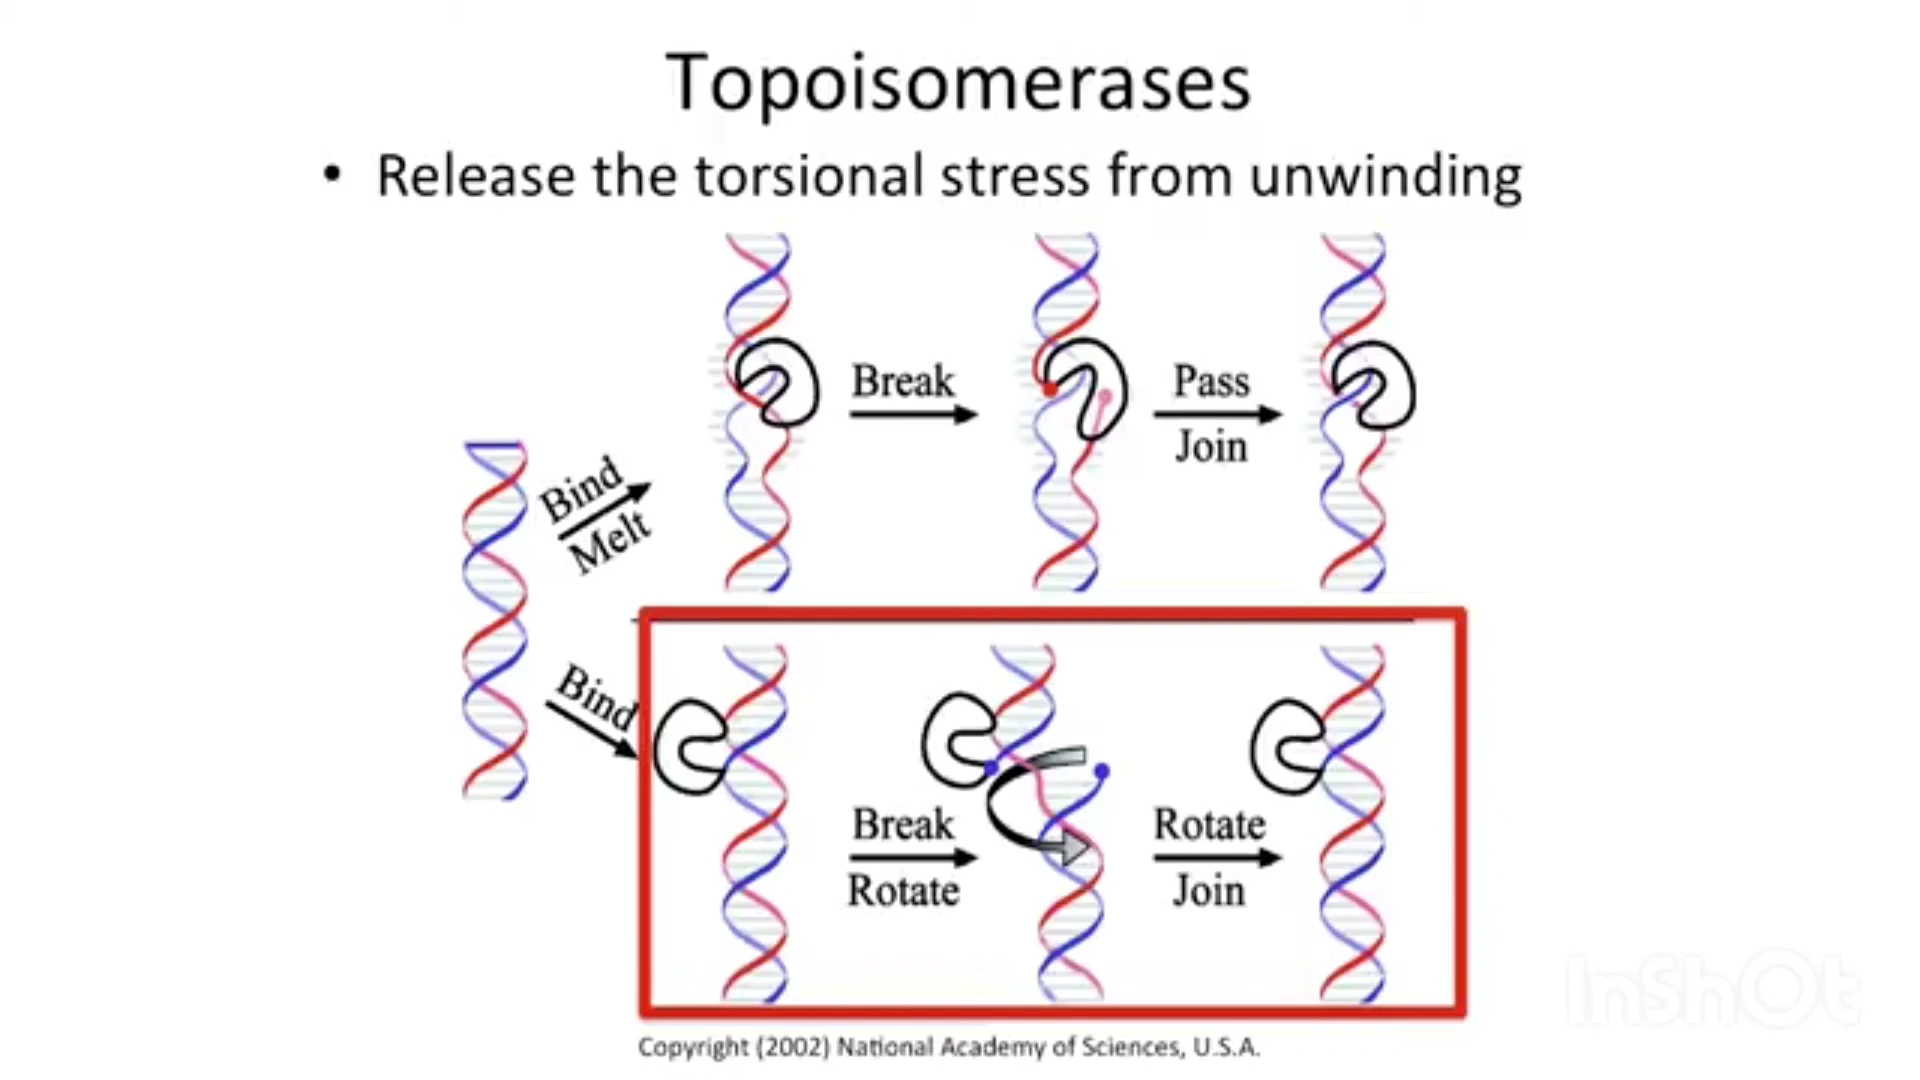 Topoisomerases
• Release the torsional stress from unwinding
Bind
Melt
Break
Pass
Join
Bind
Break
Rotate
Rotate
Join
Copyright (2002) National Academy of Sciences, U.S.A.
InShOt